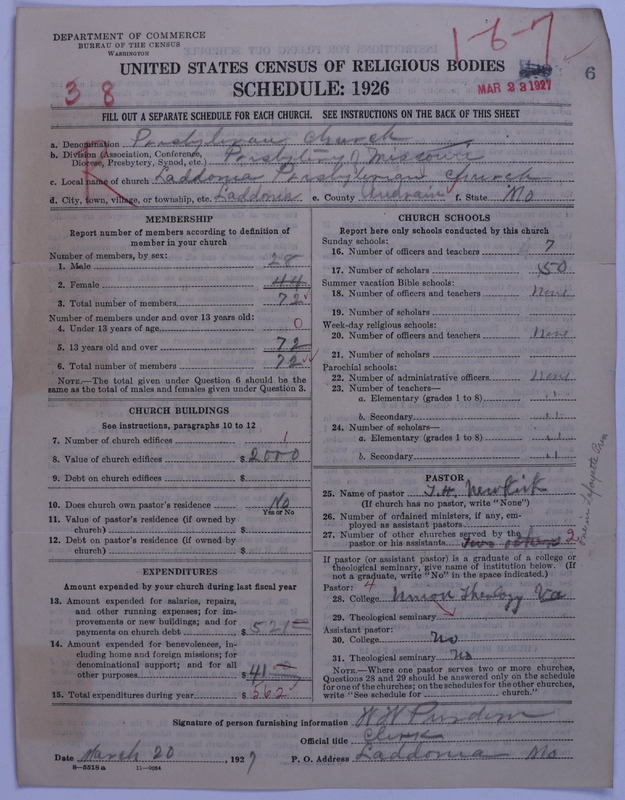 DEPARTMENT OF COMMERCE
BUREAU OF THE CENSUS
WASHINGTON
1-6-7
UNITED STATES CENSUS OF RELIGIOUS BODIES
SCHEDULE: 1926
3 8
MAR 23 1927
6
FILL OUT A SEPARATE SCHEDULE FOR EACH CHURCH. SEE INSTRUCTIONS ON THE BACK OF THIS SHEET
R
a. Denomination Presbyterian Church
b. Division (Association, Conference, Diocese, Presbytery, Synod, etc.) Presbytery of Missouri
c. Local name of church Laddonia Presbyterian Church
d. City, town, village, or township, etc. Laddonia e. County Audrain f. State Mo
MEMBERSHIP
Report number of members according to definition of
member in your church
Number of members, by sex:
1. Male 28
2. Female 44
3. Total number of members 72
Number of members under and over 13 years old:
4. Under 13 years of age 0
5. 13 years old and over 72
6. Total number of members 72
NOTE.—The total given under Question 6 should be the
same as the total of males and females given under Question 3.
CHURCH BUILDINGS
See instructions, paragraphs 10 to 12
7. Number of church edifices 1
8. Value of church edifices $ 2000
9. Debt on church edifices $
10. Does church own pastor's residence No
Yes or No
11. Value of pastor's residence (if owned by
church) $
12. Debt on pastor's residence (if owned by
church) $
EXPENDITURES
Amount expended by your church during last fiscal year
13. Amount expended for salaries, repairs,
and other running expenses; for im-
provements or new buildings; and for
payments on church debt $ 521
14. Amount expended for benevolences, in-
cluding home and foreign missions; for
denominational support; and for all
other purposes $ 41
15. Total expenditures during year $ 562
CHURCH SCHOOLS
Report here only schools conducted by this church
Sunday schools:
16. Number of officers and teachers 7
17. Number of scholars 50
Summer vacation Bible schools:
18. Number of officers and teachers None
19. Number of scholars
Week-day religious schools:
20. Number of officers and teachers None
21. Number of scholars
Parochial schools:
22. Number of administrative officers None
23. Number of teachers—
a. Elementary (grades 1 to 8) "
b. Secondary "
24. Number of scholars—
a. Elementary (grades 1 to 8) "
b. Secondary "
PASTOR
25. Name of pastor T.H. Newkirk
(If church has no pastor, write "None")
26. Number of ordained ministers, if any, em-
ployed as assistant pastors
27. Number of other churches served by the
pastor or his assistants Two others 2
If pastor (or assistant pastor) is a graduate of a college or
theological seminary, give name of institution below. (If
not a graduate, write "No" in the space indicated.)
Pastor:
28. College Union Theology Va
29. Theological seminary
Assistant pastor:
30. College No
31. Theological seminary No
NOTE.—Where one pastor serves two or more churches,
Questions 28 and 29 should be answered only on the schedule
for one of the churches; on the schedules for the other churches,
write "See schedule for church."
Signature of person furnishing information W W Purdom
Official title Clerk
Date March 20, 1927 P. O. Address Laddonia Mo
8—5518a 11—9064